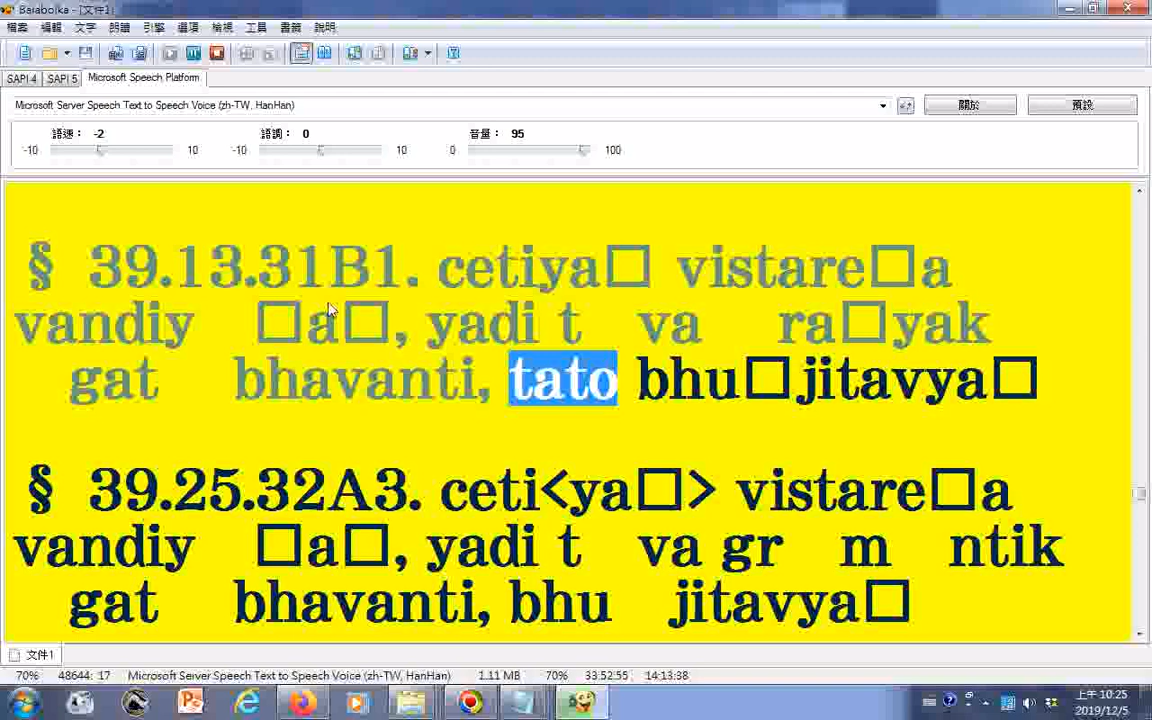 Balabolka - [文件1]
檔案 編輯 文字 朗讀 引擎 選項 檢視 工具 書籤 說明
SAPI 4 SAPI 5 Microsoft Speech Platform
Microsoft Server Speech Text to Speech Voice (zh-TW, HanHan) 關於 預設
語速： -2 語調： 0 音量： 95
-10 10 -10 10 0 100
§ 39.13.31B1. cetiya□ vistare□a
vandiy □a□, yadi t va ra□yak
gat bhavanti, tato bhu□jitavya□
§ 39.25.32A3. ceti<ya□> vistare□a
vandiy □a□, yadi t va gr m ntik
gat bhavanti, bhu jitavya□
文件1
70% 48644: 17 Microsoft Server Speech Text to Speech Voice (zh-TW, HanHan) 1.11 MB 70% 33:52:55 14:13:38
上午 10:25
2019/12/5